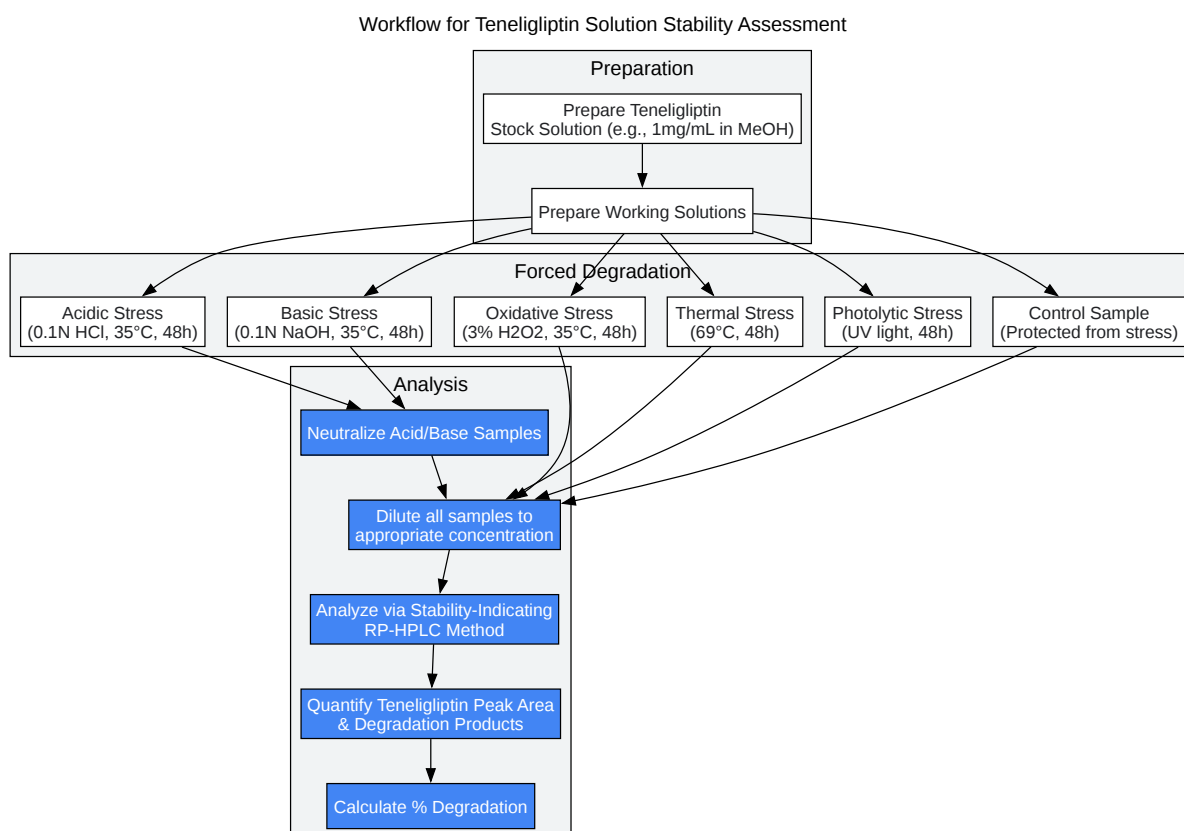 Workflow for Teneligliptin Solution Stability Assessment
Preparation
Prepare Teneligliptin
Stock Solution (e.g., 1mg/mL in MeOH)
Prepare Working Solutions
Forced Degradation
Acidic Stress
(0.1N HCl, 35°C, 48h)
Basic Stress
(0.1N NaOH, 35°C, 48h)
Oxidative Stress
(3% H2O2, 35°C, 48h)
Thermal Stress
(69°C, 48h)
Photolytic Stress
(UV light, 48h)
Control Sample
(Protected from stress)
Analysis
Neutralize Acid/Base Samples
Dilute all samples to
appropriate concentration
Analyze via Stability-Indicating
RP-HPLC Method
Quantify Teneligliptin Peak Area
& Degradation Products
Calculate % Degradation